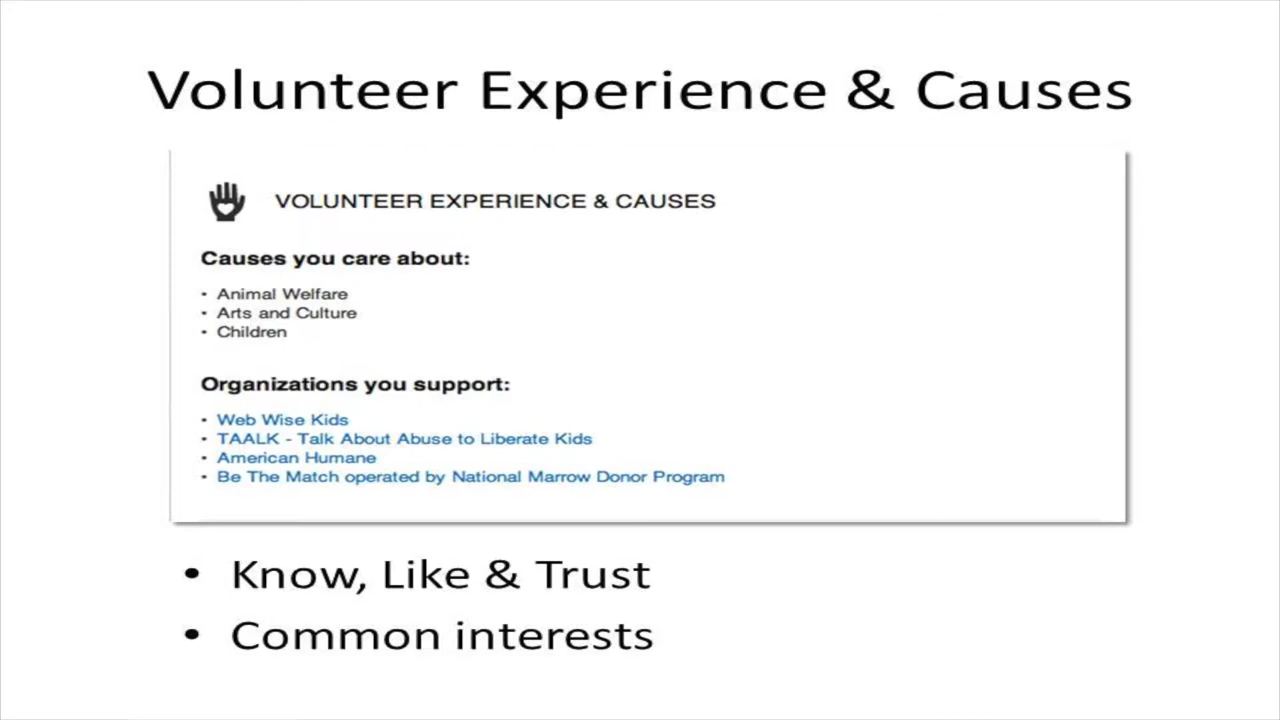 Volunteer Experience & Causes
VOLUNTEER EXPERIENCE & CAUSES
Causes you care about:
• Animal Welfare
• Arts and Culture
• Children
Organizations you support:
• Web Wise Kids
• TAALK - Talk About Abuse to Liberate Kids
• American Humane
• Be The Match operated by National Marrow Donor Program
• Know, Like & Trust
• Common interests